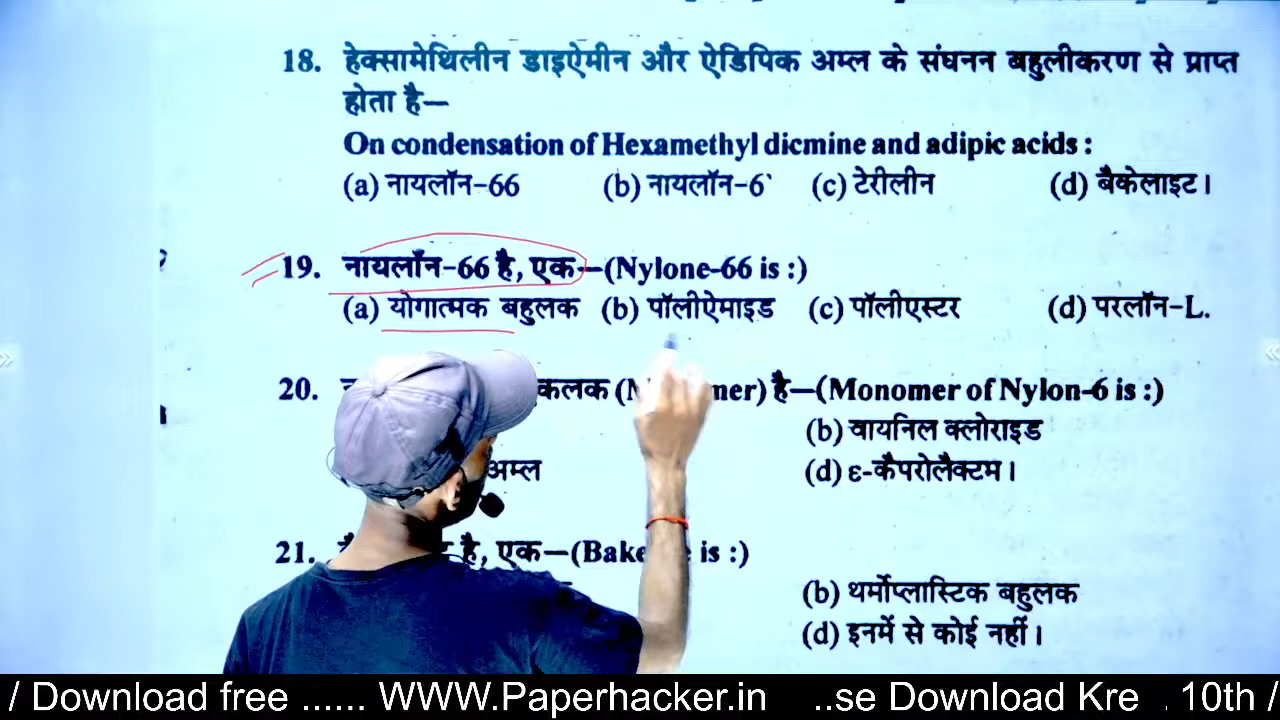 18. हेक्सामेथिलीन डाइऐमीन और ऐडिपिक अम्ल के संघनन बहुलीकरण से प्राप्त
होता है—
On condensation of Hexamethyl dicmine and adipic acids :
(a) नायलॉन-66 (b) नायलॉन-6 (c) टेरीलीन (d) बैकेलाइट।
19. नायलॉन-66 है, एक—(Nylone-66 is :)
(a) योगात्मक बहुलक (b) पॉलीऐमाइड (c) पॉलीएस्टर (d) परलॉन-L.
20. है—(Monomer of Nylon-6 is :)
(b) वायनिल क्लोराइड
अम्ल (d) ε-कैपरोलैक्टम।
21. है, एक—( is :)
(b) थर्मोप्लास्टिक बहुलक
(d) इनमें से कोई नहीं।
/ Download free ...... WWW.Paperhacker.in ..se Download Kre . 10th /